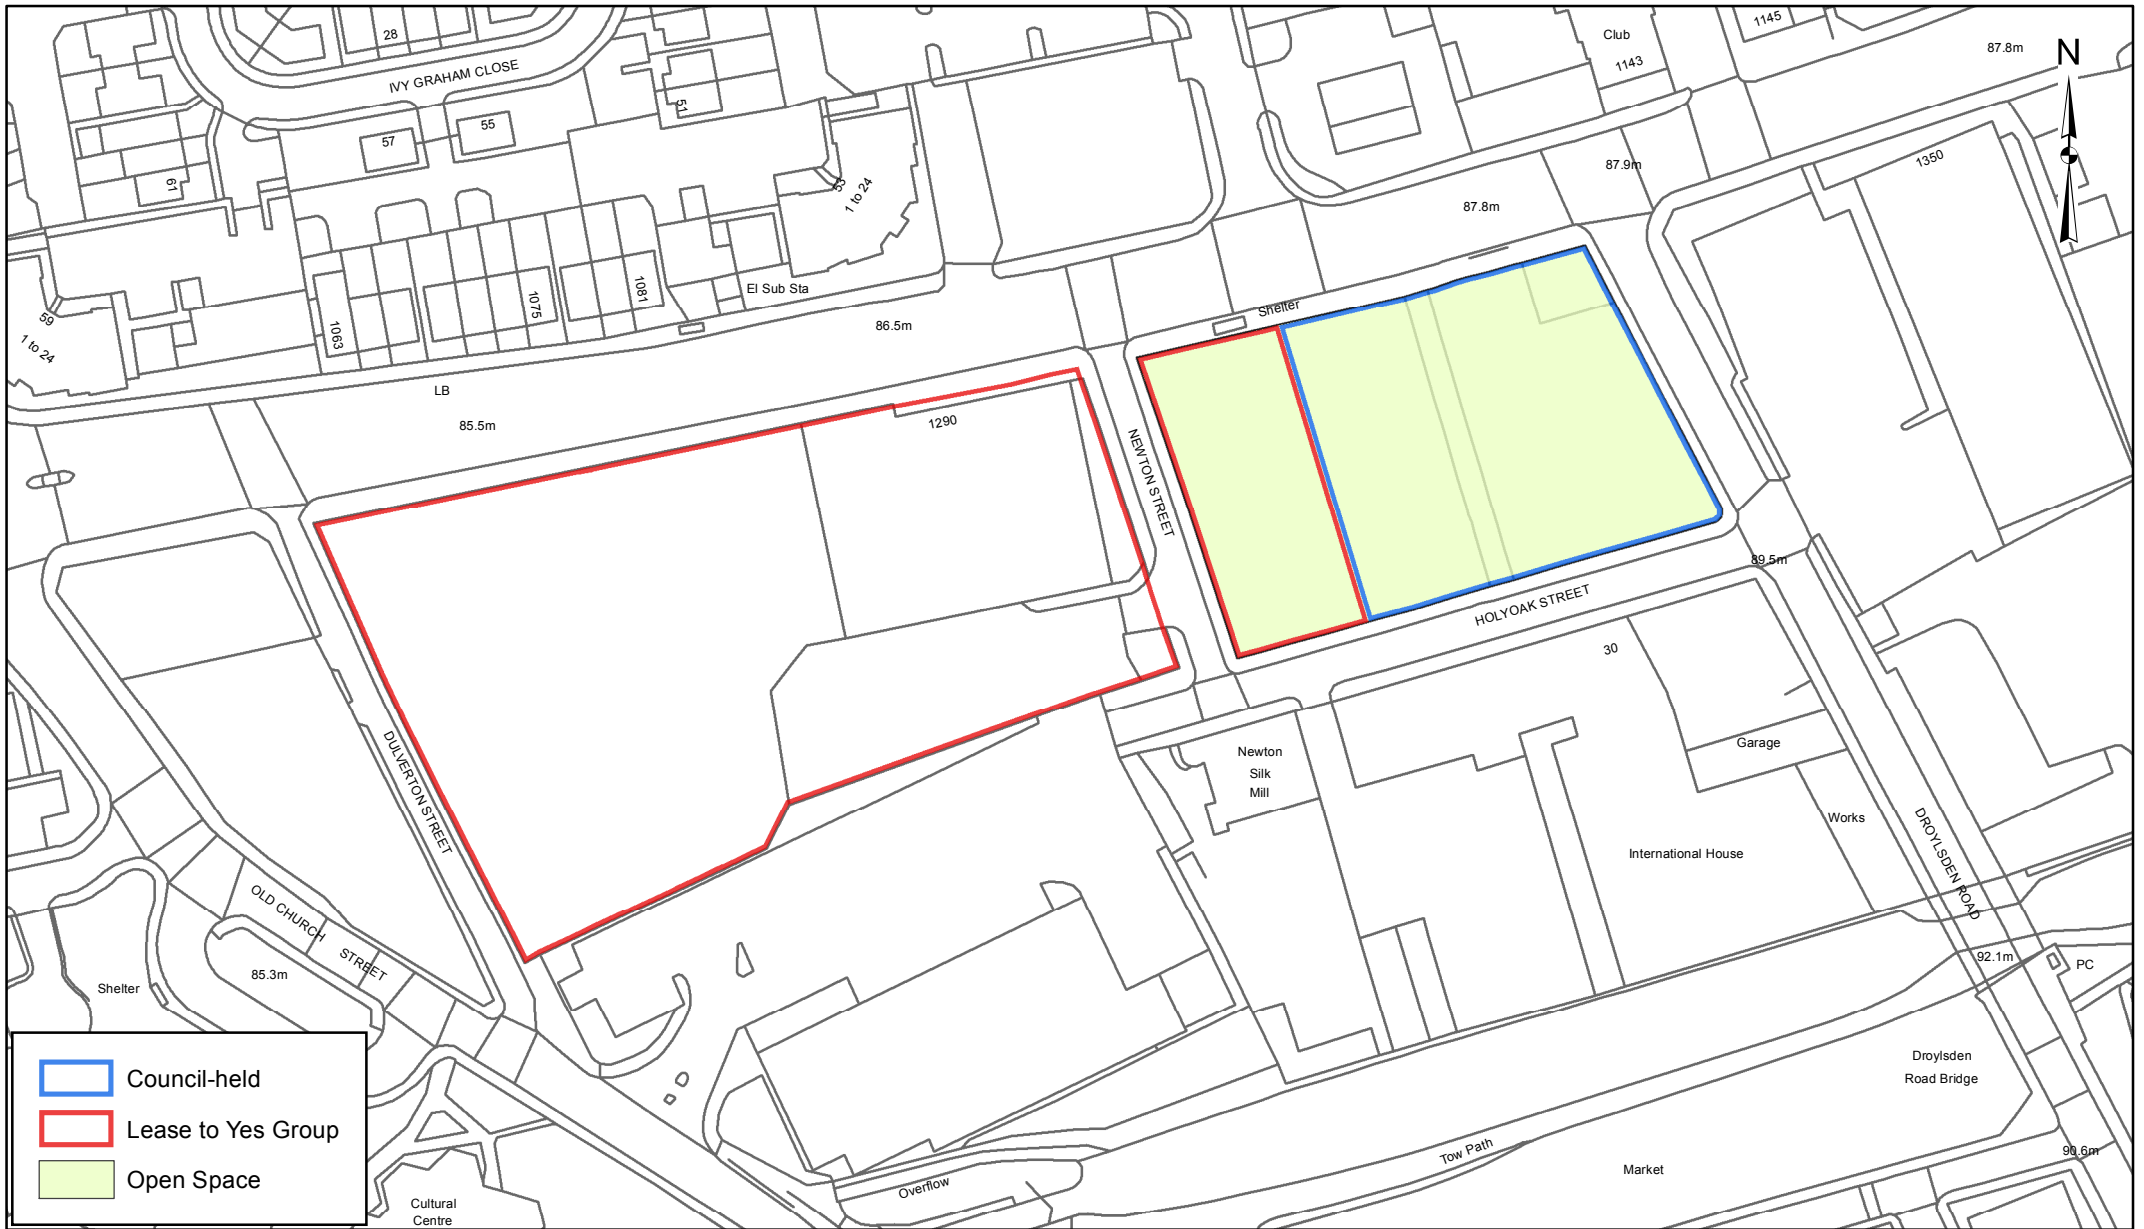 28
IVY GRAHAM CLOSE
Club
1143
1145
87.8m
N
51
55
57
61
53
1 to 24
87.9m
1350
87.8m
El Sub Sta
1081
1075
1063
59
1 to 24
Shelter
86.5m
LB
85.5m
1290
NEWTON STREET
89.5m
HOLYOAK STREET
30
DULVERTON STREET
Newton
Silk
Mill
Garage
Works
International House
DROYLSDEN ROAD
OLD CHURCH
STREET
85.3m
Shelter
92.1m
PC
Droylsden
Road Bridge
Tow Path
Market
90.6m
Overflow
Cultural
Centre
Council-held
Lease to Yes Group
Open Space